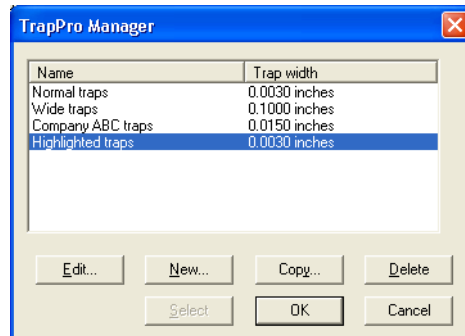 TrapPro Manager
Name Trap width
Normal traps 0.0030 inches
Wide traps 0.1000 inches
Company ABC traps 0.0150 inches
Highlighted traps 0.0030 inches
Edit... New... Copy... Delete
Select OK Cancel